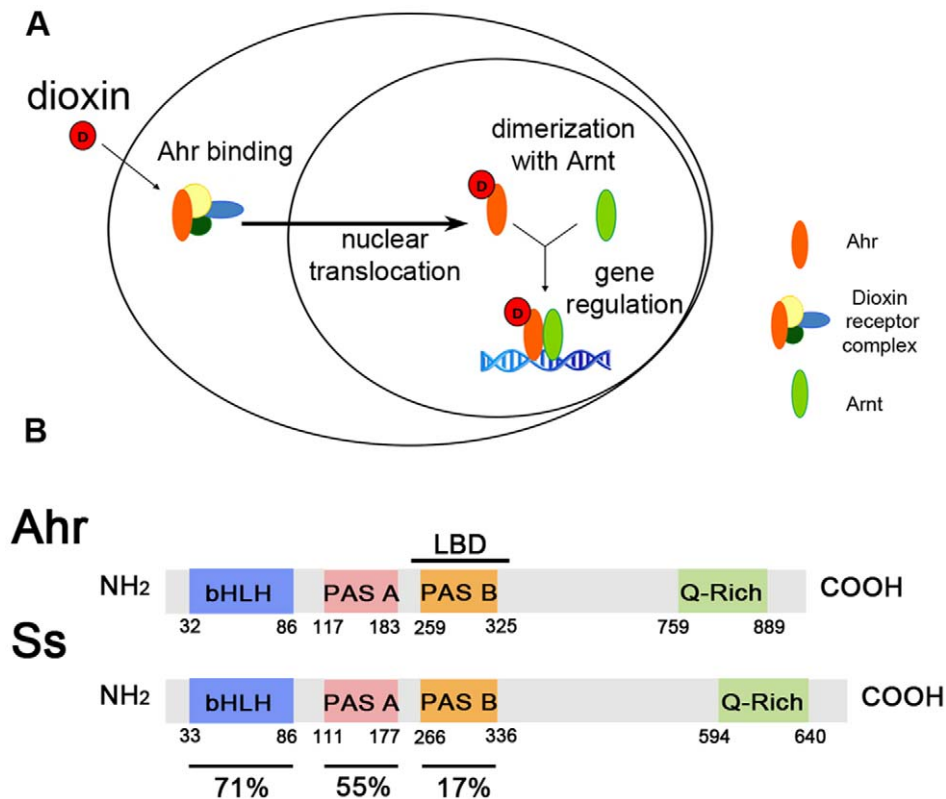 A
dioxin
D
Ahr binding
dimerization
with Arnt
D
nuclear
translocation
gene
regulation
D
Ahr
Dioxin
receptor
complex
Arnt
B
Ahr
LBD
NH₂ bHLH PAS A PAS B Q-Rich COOH
32 86 117 183 259 325 759 889
Ss
NH₂ bHLH PAS A PAS B Q-Rich COOH
33 86 111 177 266 336 594 640
71% 55% 17%